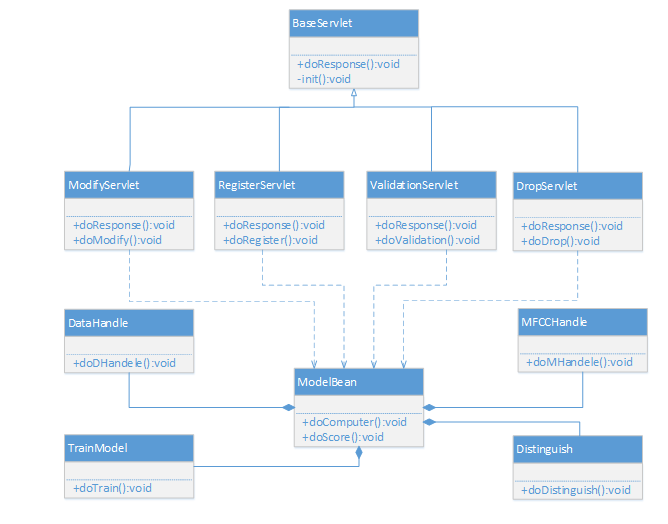 BaseServlet
+doResponse():void
-init():void
ModifyServlet
+doResponse():void
+doModify():void
RegisterServlet
+doResponse():void
+doRegister():void
ValidationServlet
+doResponse():void
+doValidation():void
DropServlet
+doResponse():void
+doDrop():void
DataHandle
+doDHandele():void
MFCCHandle
+doMHandele():void
ModelBean
+doComputer():void
+doScore():void
TrainModel
+doTrain():void
Distinguish
+doDistinguish():void